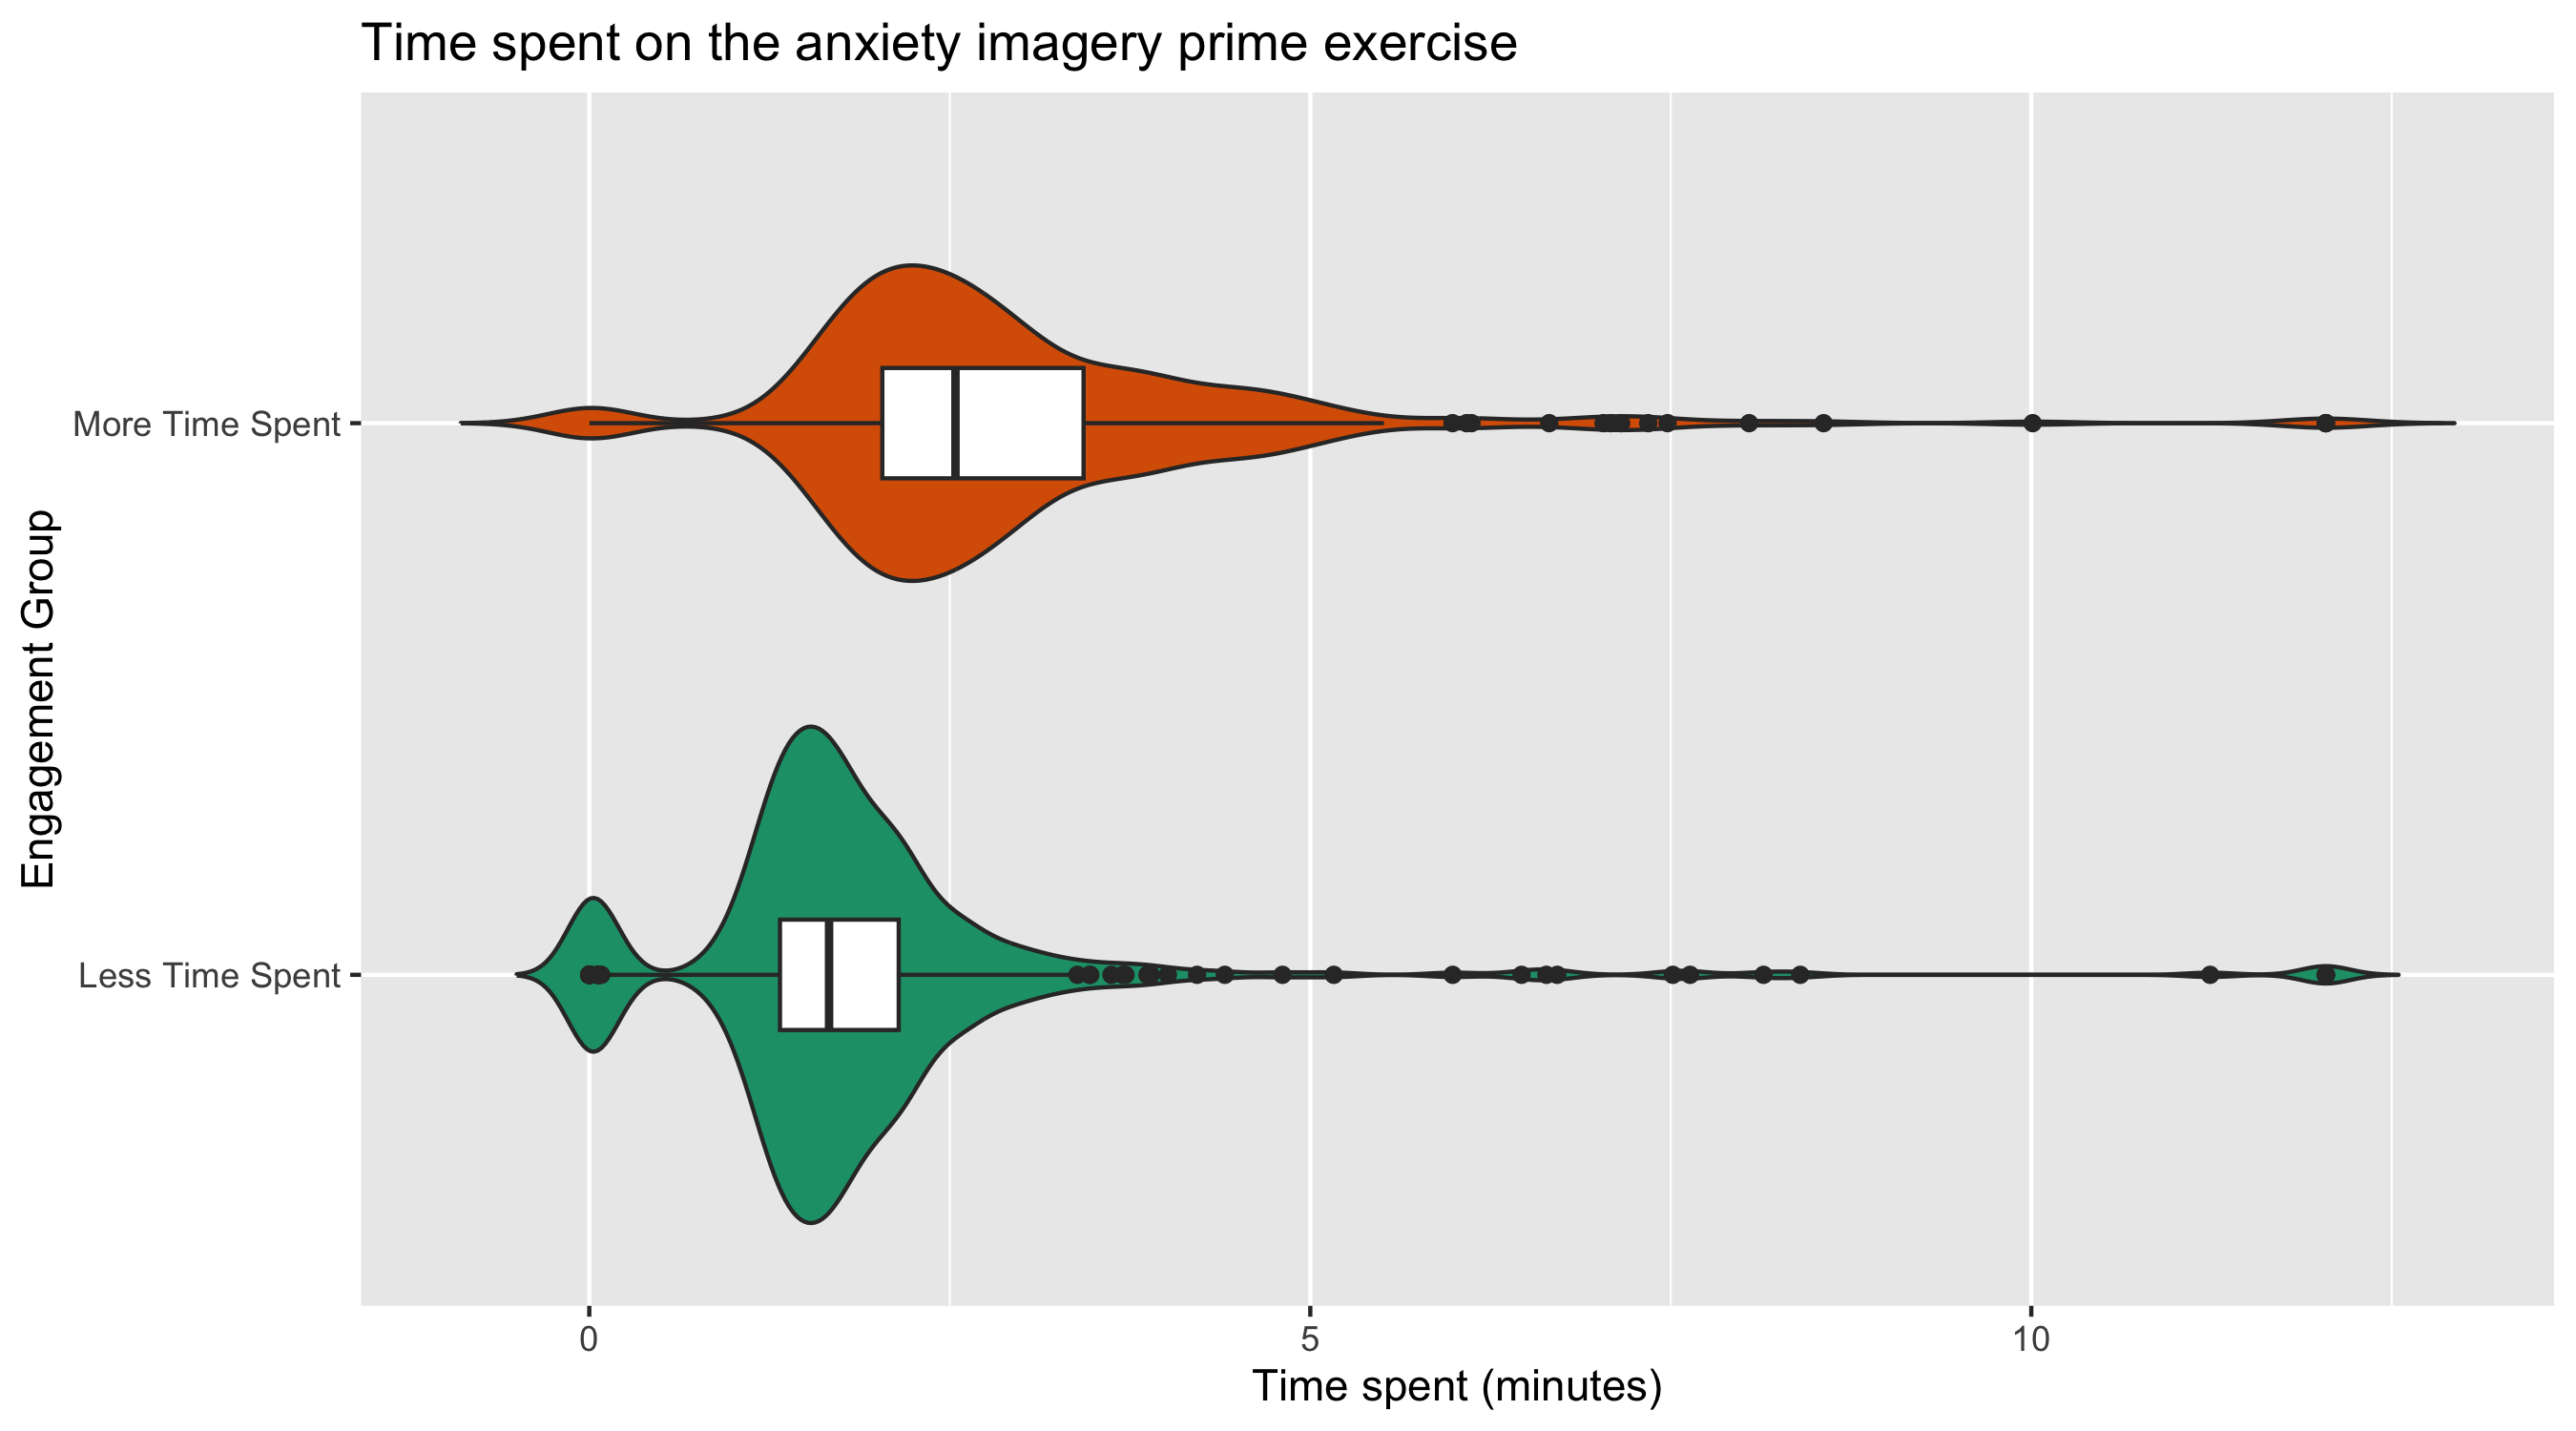 Time spent on the anxiety imagery prime exercise
Engagement Group
More Time Spent
Less Time Spent
0
5
10
Time spent (minutes)